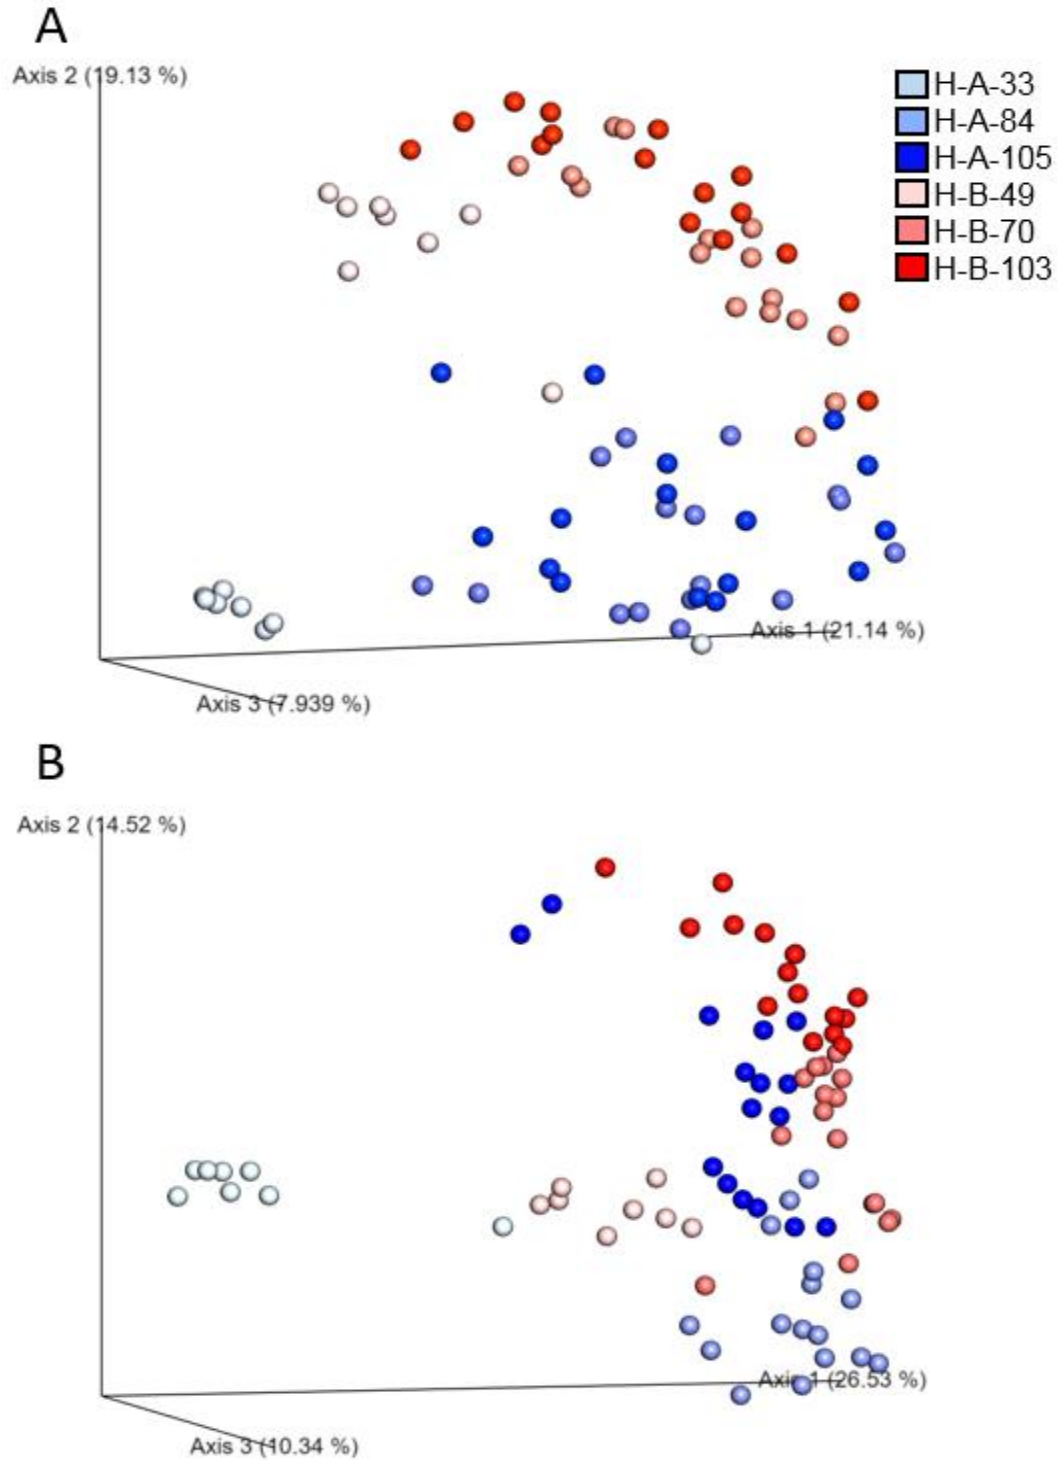 A
Axis 2 (19.13 %)
H-A-33
H-A-84
H-A-105
H-B-49
H-B-70
H-B-103
Axis 1 (21.14 %)
Axis 3 (7.939 %)
B
Axis 2 (14.52 %)
Axis 1 (26.53 %)
Axis 3 (10.34 %)